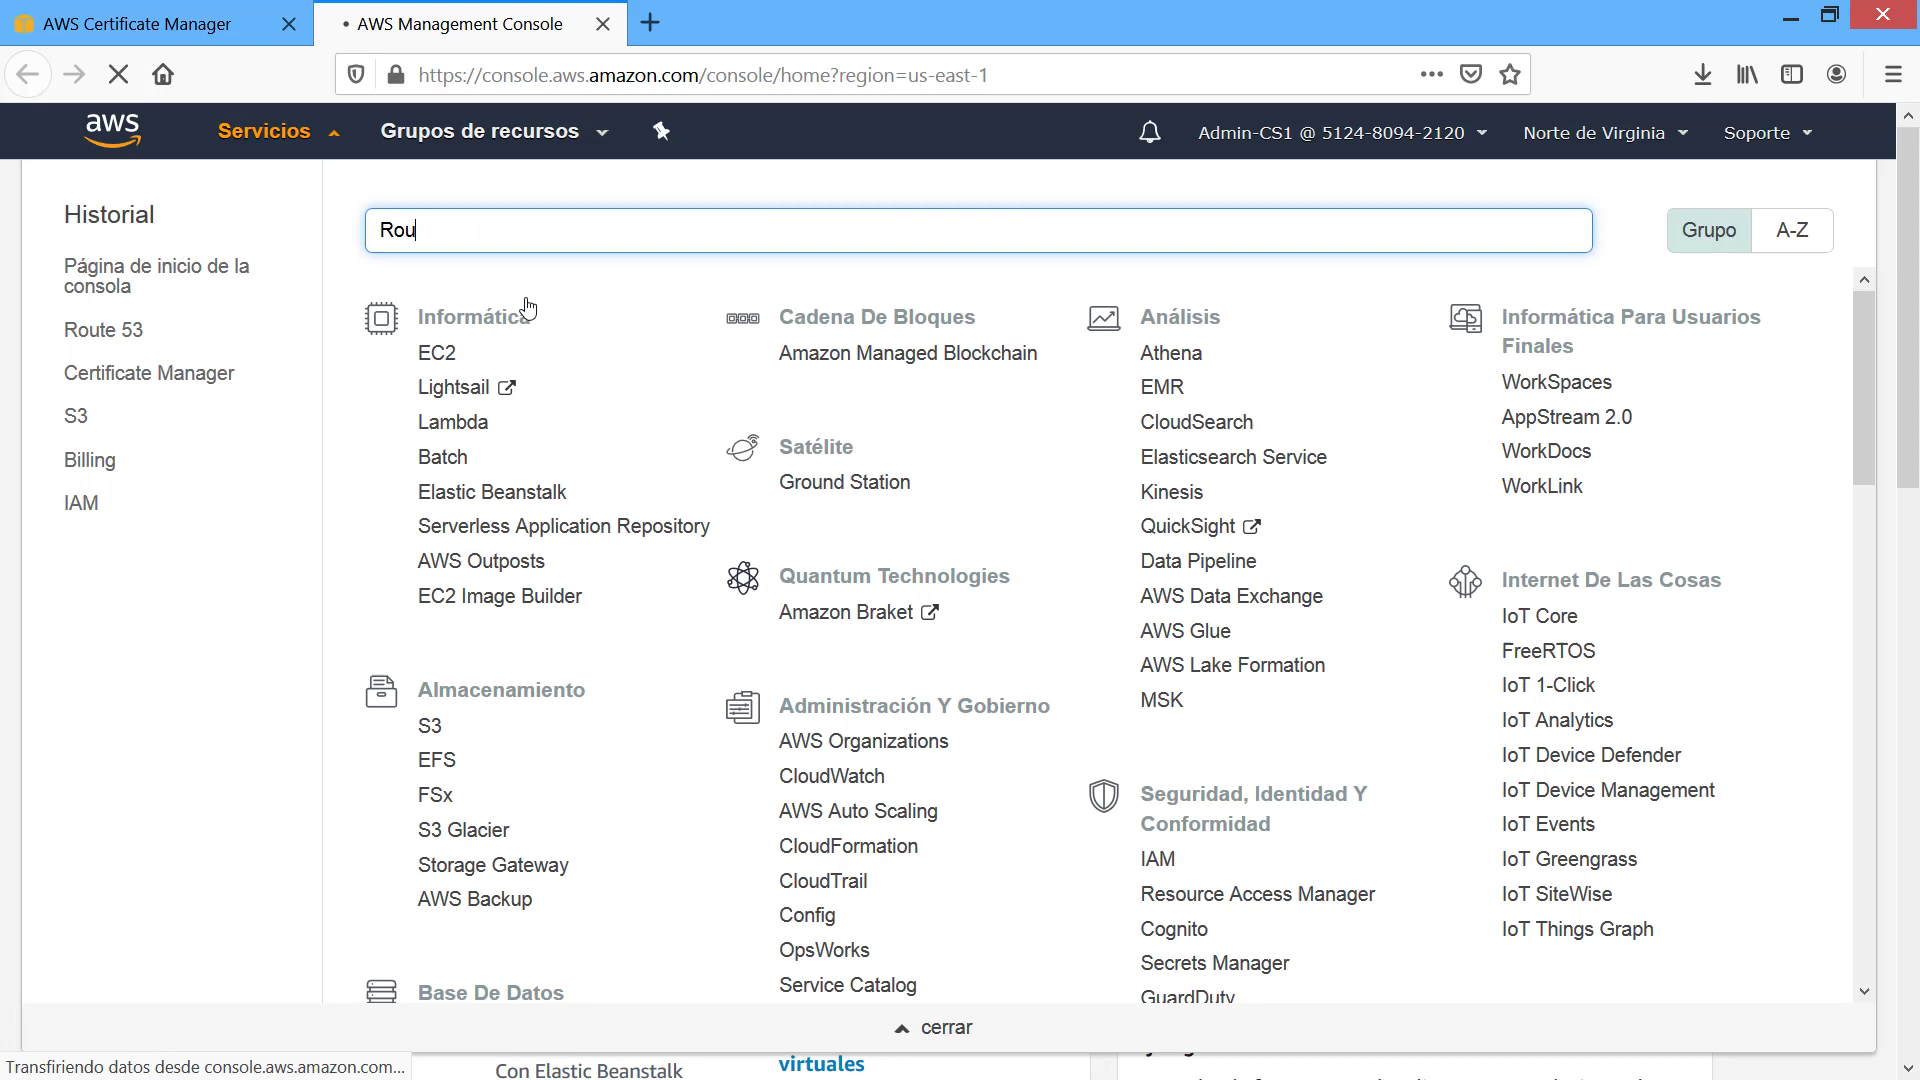 AWS Certificate Manager
• AWS Management Console
https://console.aws.amazon.com/console/home?region=us-east-1
aws
Servicios
Grupos de recursos
Admin-CS1 @ 5124-8094-2120
Norte de Virginia
Soporte
Historial
Página de inicio de la
consola
Route 53
Certificate Manager
S3
Billing
IAM
Rou
Grupo
A-Z
Informática
EC2
Lightsail
Lambda
Batch
Elastic Beanstalk
Serverless Application Repository
AWS Outposts
EC2 Image Builder
Almacenamiento
S3
EFS
FSx
S3 Glacier
Storage Gateway
AWS Backup
Base De Datos
Cadena De Bloques
Amazon Managed Blockchain
Satélite
Ground Station
Quantum Technologies
Amazon Braket
Administración Y Gobierno
AWS Organizations
CloudWatch
AWS Auto Scaling
CloudFormation
CloudTrail
Config
OpsWorks
Service Catalog
Análisis
Athena
EMR
CloudSearch
Elasticsearch Service
Kinesis
QuickSight
Data Pipeline
AWS Data Exchange
AWS Glue
AWS Lake Formation
MSK
Seguridad, Identidad Y
Conformidad
IAM
Resource Access Manager
Cognito
Secrets Manager
GuardDuty
Informática Para Usuarios
Finales
WorkSpaces
AppStream 2.0
WorkDocs
WorkLink
Internet De Las Cosas
IoT Core
FreeRTOS
IoT 1-Click
IoT Analytics
IoT Device Defender
IoT Device Management
IoT Events
IoT Greengrass
IoT SiteWise
IoT Things Graph
cerrar
Transfiriendo datos desde console.aws.amazon.com...
Con Elastic Beanstalk
virtuales